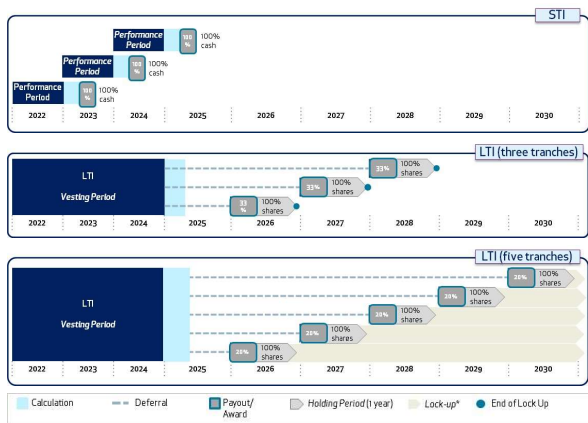 STI
Performance
Period
100
%
100%
cash
Performance
Period
100
%
100%
cash
Performance
Period
100
%
100%
cash
2022 2023 2024 2025 2026 2027 2028 2029 2030
LTI (three tranches)
LTI
Vesting Period
33%
100%
shares
33%
100%
shares
33
%
100%
shares
2022 2023 2024 2025 2026 2027 2028 2029 2030
LTI (five tranches)
LTI
Vesting Period
20%
100%
shares
20%
100%
shares
20%
100%
shares
20%
100%
shares
20%
100%
shares
2022 2023 2024 2025 2026 2027 2028 2029 2030
Calculation
Deferral
Payout/
Award
Holding Period (1 year)
Lock-up*
End of Lock Up